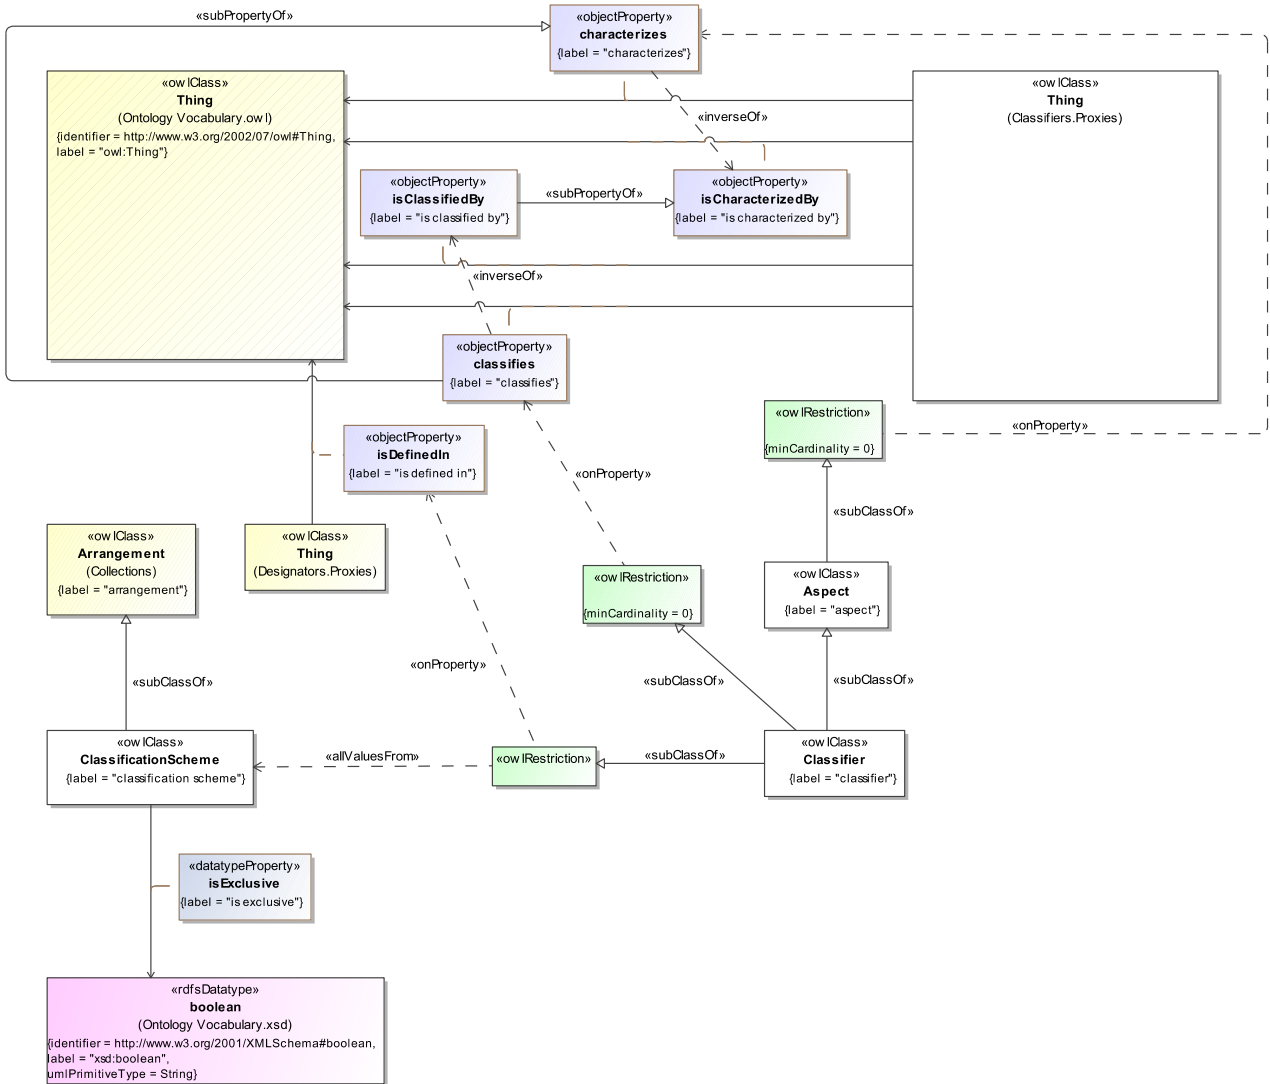 «subPropertyOf»
«objectProperty»
characterizes
{label = "characterizes"}
«owlClass»
Thing
(Ontology Vocabulary.owl)
{identifier = http://www.w3.org/2002/07/owl#Thing,
label = "owl:Thing"}
«owlClass»
Thing
(Classifiers.Proxies)
«inverseOf»
«objectProperty»
isClassifiedBy
{label = "is classified by"}
«subPropertyOf»
«objectProperty»
isCharacterizedBy
{label = "is characterized by"}
«inverseOf»
«objectProperty»
classifies
{label = "classifies"}
«owlRestriction»
{minCardinality = 0}
«onProperty»
«objectProperty»
isDefinedIn
{label = "is defined in"}
«onProperty»
«subClassOf»
«owlClass»
Arrangement
(Collections)
{label = "arrangement"}
«owlClass»
Thing
(Designators.Proxies)
«owlRestriction»
{minCardinality = 0}
«owlClass»
Aspect
{label = "aspect"}
«onProperty»
«subClassOf»
«subClassOf»
«subClassOf»
«owlClass»
ClassificationScheme
{label = "classification scheme"}
«allValuesFrom»
«owlRestriction»
«subClassOf»
«owlClass»
Classifier
{label = "classifier"}
«datatypeProperty»
isExclusive
{label = "is exclusive"}
«rdfsDatatype»
boolean
(Ontology Vocabulary.xsd)
{identifier = http://www.w3.org/2001/XMLSchema#boolean,
label = "xsd:boolean",
umlPrimitiveType = String}